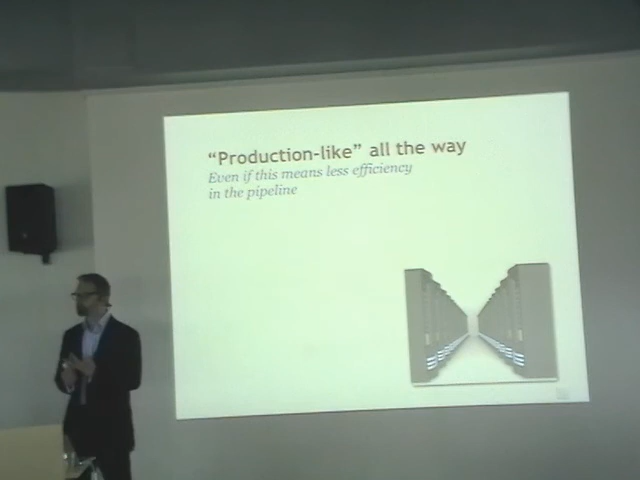 “Production-like” all the way
Even if this means less efficiency
in the pipeline